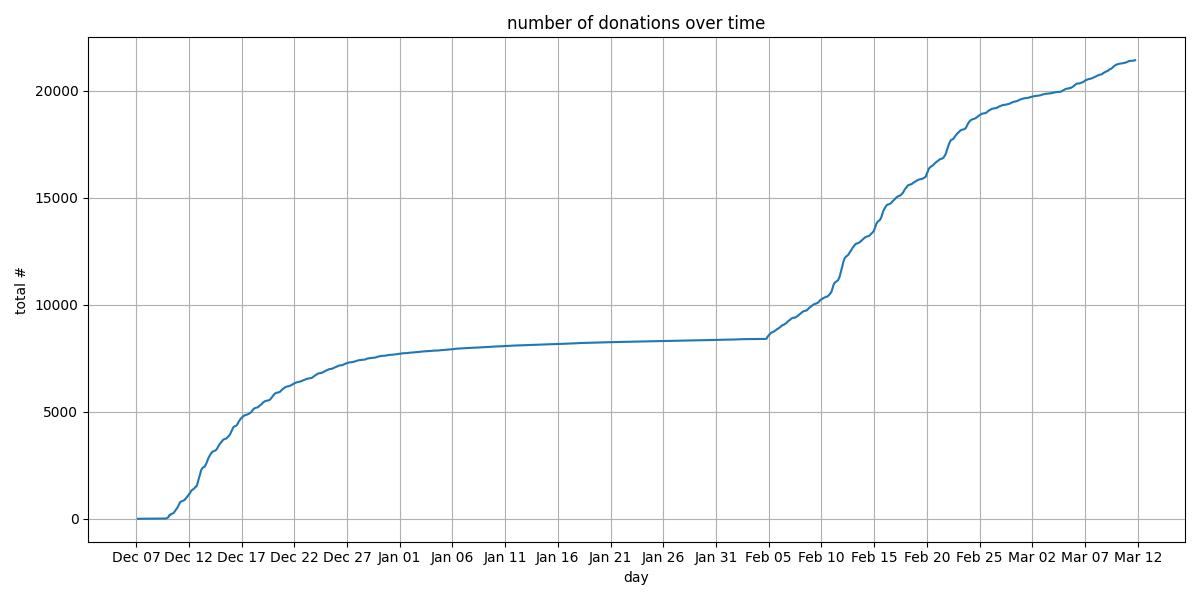 number of donations over time
total #
20000
15000
10000
5000
0
Dec 07 Dec 12 Dec 17 Dec 22 Dec 27 Jan 01 Jan 06 Jan 11 Jan 16 Jan 21 Jan 26 Jan 31 Feb 05 Feb 10 Feb 15 Feb 20 Feb 25 Mar 02 Mar 07 Mar 12
day